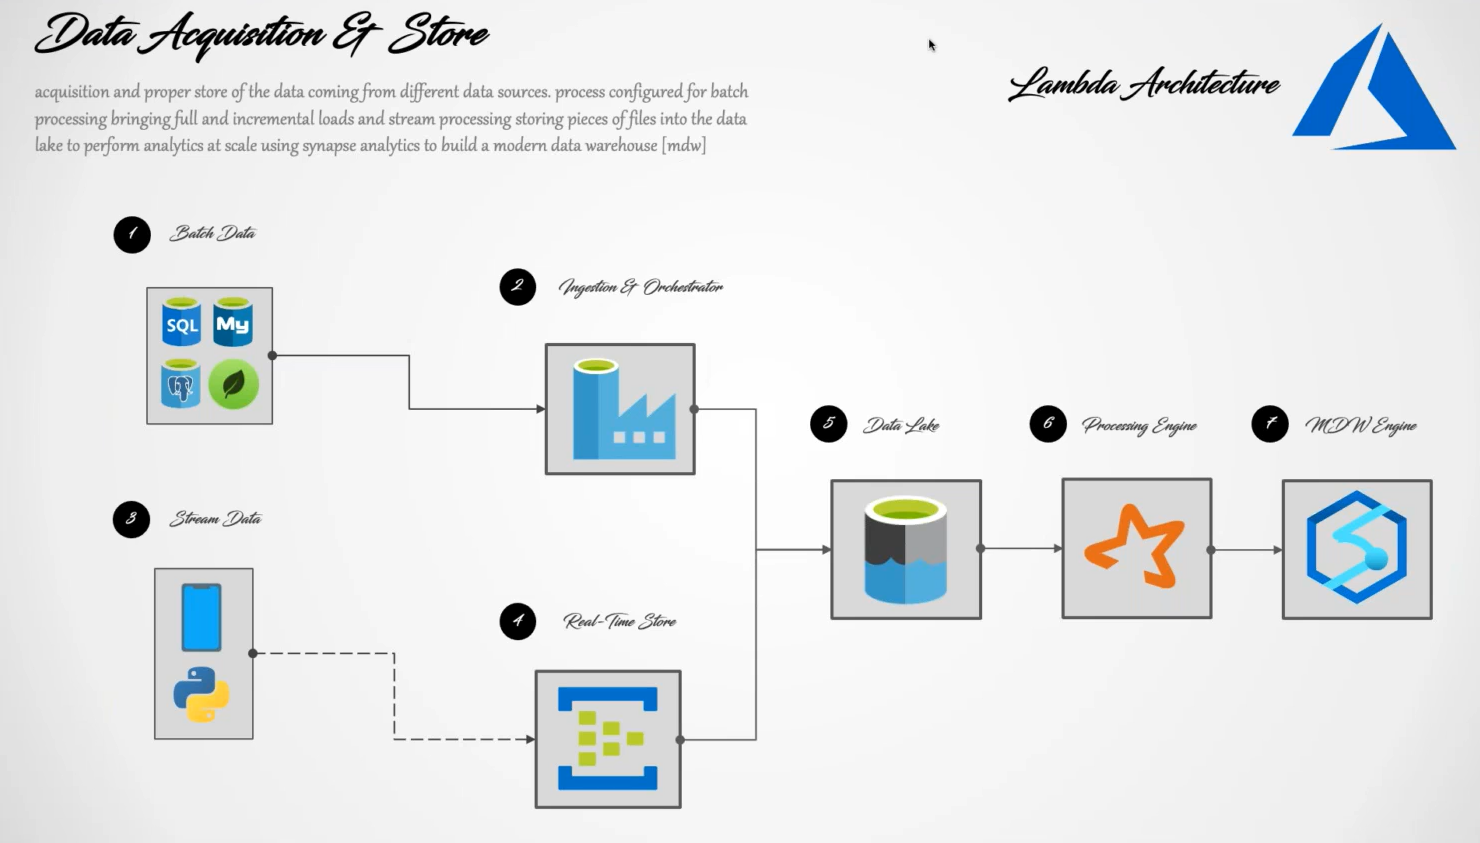 Data Acquisition & Store
Lambda Architecture
acquisition and proper store of the data coming from different data sources. process configured for batch
processing bringing full and incremental loads and stream processing storing pieces of files into the data
lake to perform analytics at scale using synapse analytics to build a modern data warehouse [mdw]
1 Batch Data
SQL My
2 Ingestion & Orchestrator
3 Stream Data
4 Real-Time Store
5 Data Lake
6 Processing Engine
7 MDW Engine